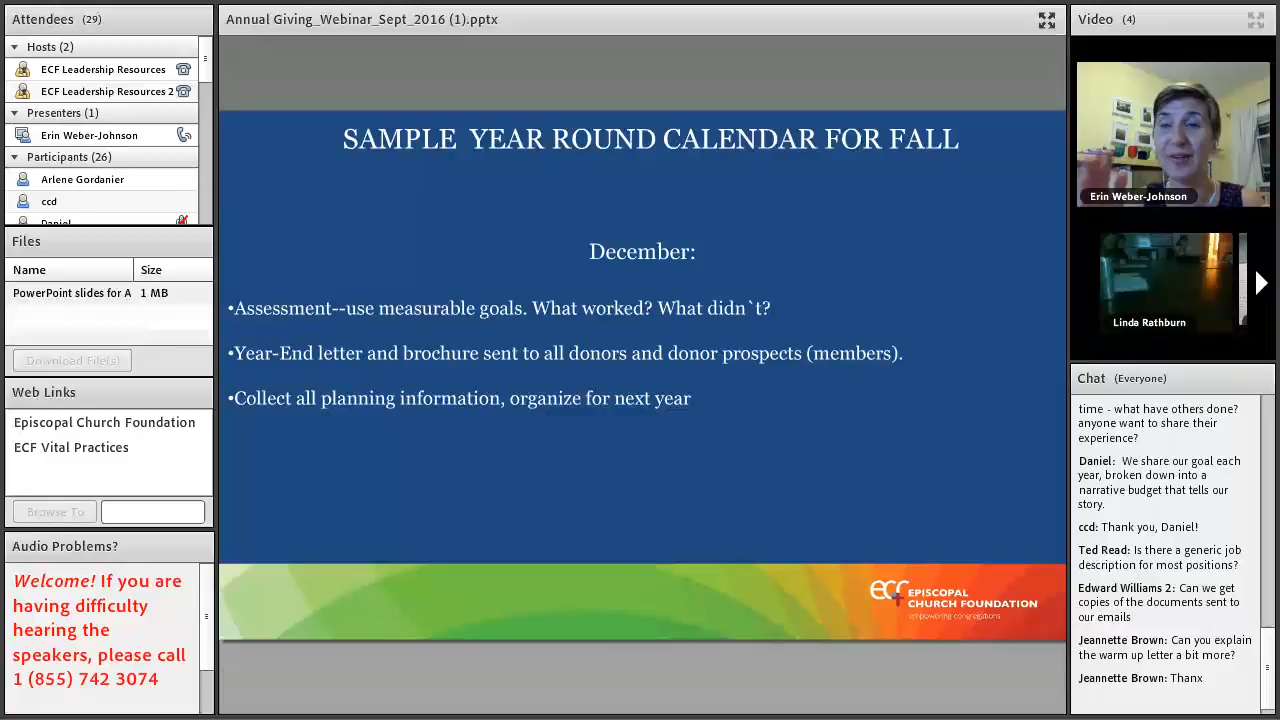 Attendees (29)
Hosts (2)
ECF Leadership Resources
ECF Leadership Resources 2
Presenters (1)
Erin Weber-Johnson
Participants (26)
Arlene Gordanier
ccd
Daniel
Files
Name Size
PowerPoint slides for A 1 MB
Download File(s)
Web Links
Episcopal Church Foundation
ECF Vital Practices
Browse To
Audio Problems?
Welcome! If you are
having difficulty
hearing the
speakers, please call
1 (855) 742 3074
Annual Giving_Webinar_Sept_2016 (1).pptx
SAMPLE YEAR ROUND CALENDAR FOR FALL
December:
•Assessment--use measurable goals. What worked? What didn`t?
•Year-End letter and brochure sent to all donors and donor prospects (members).
•Collect all planning information, organize for next year
ecf EPISCOPAL
CHURCH FOUNDATION
empowering congregations
Video (4)
Erin Weber-Johnson
Linda Rathburn
Chat (Everyone)
time - what have others done?
anyone want to share their
experience?
Daniel: We share our goal each
year, broken down into a
narrative budget that tells our
story.
ccd: Thank you, Daniel!
Ted Read: Is there a generic job
description for most positions?
Edward Williams 2: Can we get
copies of the documents sent to
our emails
Jeannette Brown: Can you explain
the warm up letter a bit more?
Jeannette Brown: Thanx